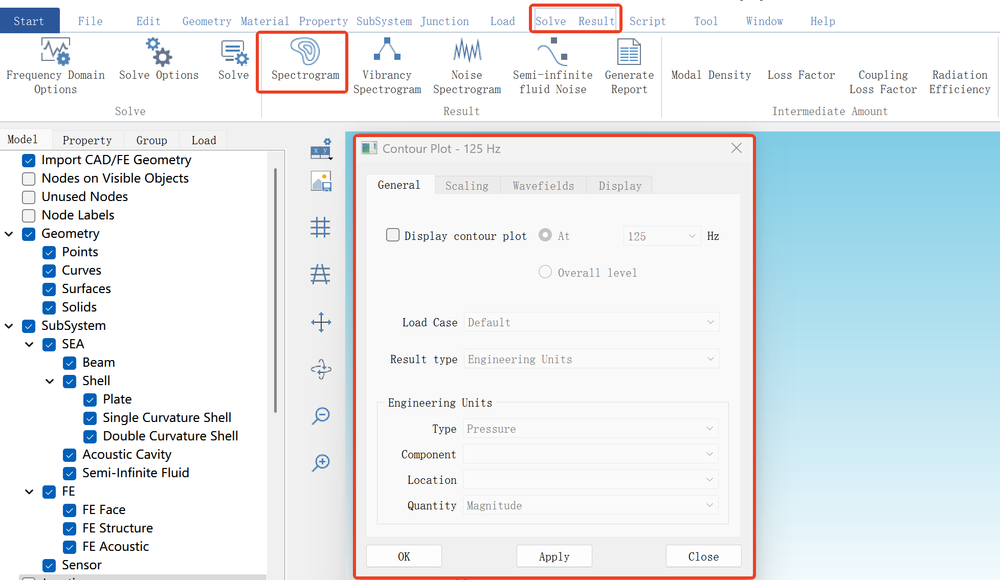 Start File Edit Geometry Material Property SubSystem Junction Load Solve Result Script Tool Window Help
Frequency Domain Options
Solve Options
Solve
Spectrogram
Vibrancy Spectrogram
Noise Spectrogram
Semi-infinite fluid Noise
Generate Report
Modal Density
Loss Factor
Coupling Loss Factor
Radiation Efficiency
Solve
Result
Intermediate Amount
Model Property Group Load
Import CAD/FE Geometry
Nodes on Visible Objects
Unused Nodes
Node Labels
Geometry
Points
Curves
Surfaces
Solids
SubSystem
SEA
Beam
Shell
Plate
Single Curvature Shell
Double Curvature Shell
Acoustic Cavity
Semi-Infinite Fluid
FE
FE Face
FE Structure
FE Acoustic
Sensor
x y
Contour Plot - 125 Hz
General Scaling Wavefields Display
Display contour plot At 125 Hz
Overall level
Load Case Default
Result type Engineering Units
Engineering Units
Type Pressure
Component
Location
Quantity Magnitude
OK Apply Close